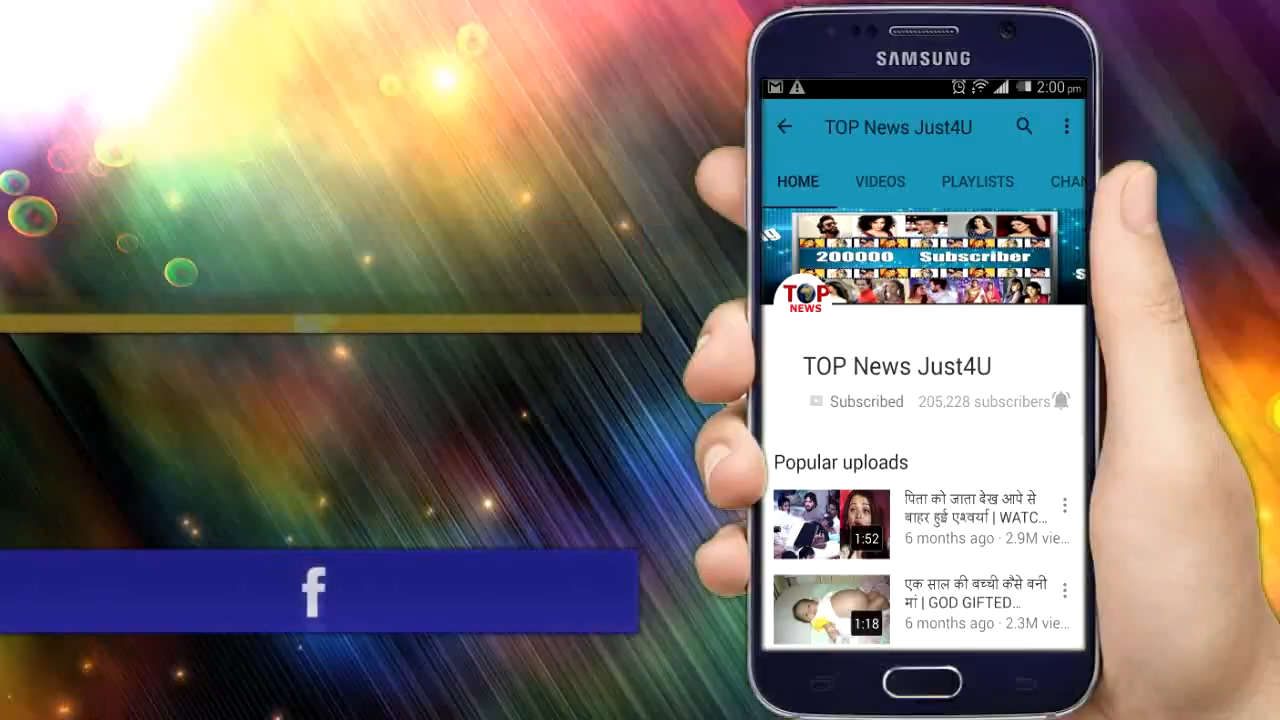 SAMSUNG
2:00 pm
TOP News Just4U
HOME VIDEOS PLAYLISTS CHAN
200000 Subscriber
TOP
NEWS
TOP News Just4U
Subscribed 205,228 subscribers
Popular uploads
पिता को जाता देख आपे से
बाहर हुई एश्वर्या | WATC...
6 months ago · 2.9M vie...
1:52
एक साल की बच्ची कैसे बनी
मां | GOD GIFTED...
6 months ago · 2.3M vie...
1:18
f